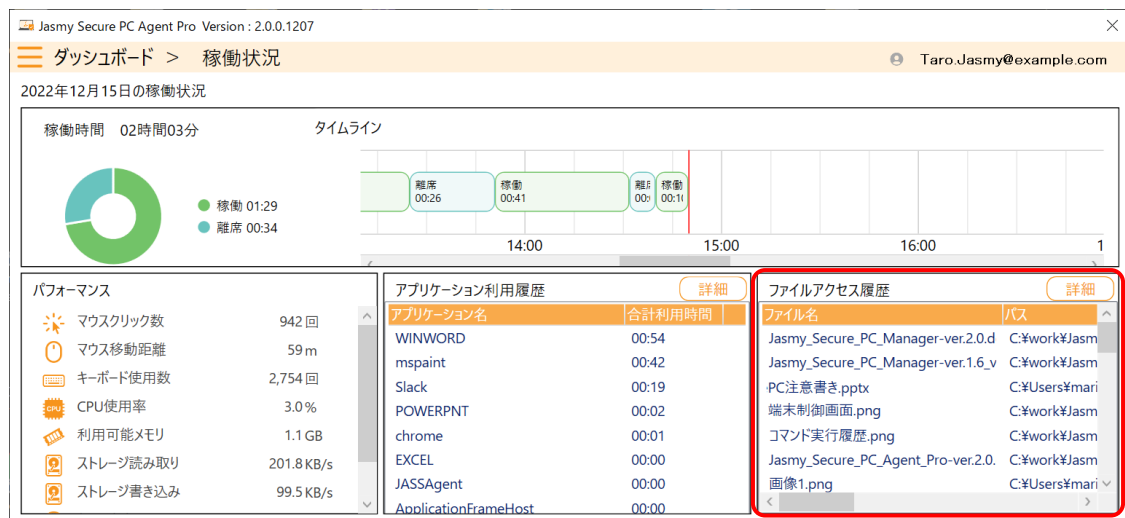 Jasmy Secure PC Agent Pro Version : 2.0.0.1207
ダッシュボード > 稼働状況
Taro.Jasmy@example.com
2022年12月15日の稼働状況
稼働時間 02時間03分
タイムライン
稼働 01:29
離席 00:34
離席
00:26
稼働
00:41
離席
00:
稼働
00:1
14:00 15:00 16:00 1
パフォーマンス
マウスクリック数 942 回
マウス移動距離 59 m
キーボード使用数 2,754 回
CPU使用率 3.0 %
利用可能メモリ 1.1 GB
ストレージ読み取り 201.8 KB/s
ストレージ書き込み 99.5 KB/s
アプリケーション利用履歴 詳細
アプリケーション名 合計利用時間
WINWORD 00:54
mspaint 00:42
Slack 00:19
POWERPNT 00:02
chrome 00:01
EXCEL 00:00
JASSAgent 00:00
ApplicationFrameHost 00:00
ファイルアクセス履歴 詳細
ファイル名 パス
Jasmy_Secure_PC_Manager-ver.2.0.d C:¥work¥Jasm
Jasmy_Secure_PC_Manager-ver.1.6_v C:¥work¥Jasm
PC注意書き.pptx C:¥Users¥mari
端末制御画面.png C:¥work¥Jasm
コマンド実行履歴.png C:¥work¥Jasm
Jasmy_Secure_PC_Agent_Pro-ver.2.0. C:¥work¥Jasm
画像1.png C:¥Users¥mari